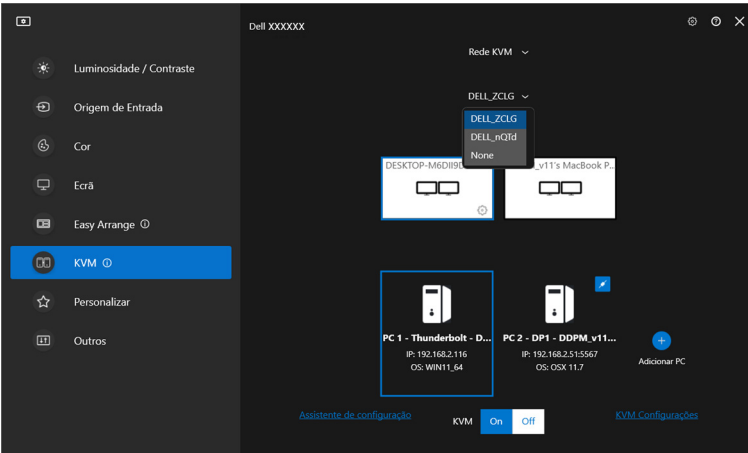 Dell XXXXXX
Rede KVM
Luminosidade / Contraste
DELL_ZCLG
Origem de Entrada
DELL_ZCLG
DELL_nQTd
None
Cor
DESKTOP-M6DII9D
_v11's MacBook P...
Ecrã
Easy Arrange
KVM
Personalizar
Outros
PC 1 - Thunderbolt - D...
IP: 192.168.2.116
OS: WIN11_64
PC 2 - DP1 - DDPM_v11...
IP: 192.168.2.51:5567
OS: OSX 11.7
Adicionar PC
Assistente de configuração
KVM On Off
KVM Configurações